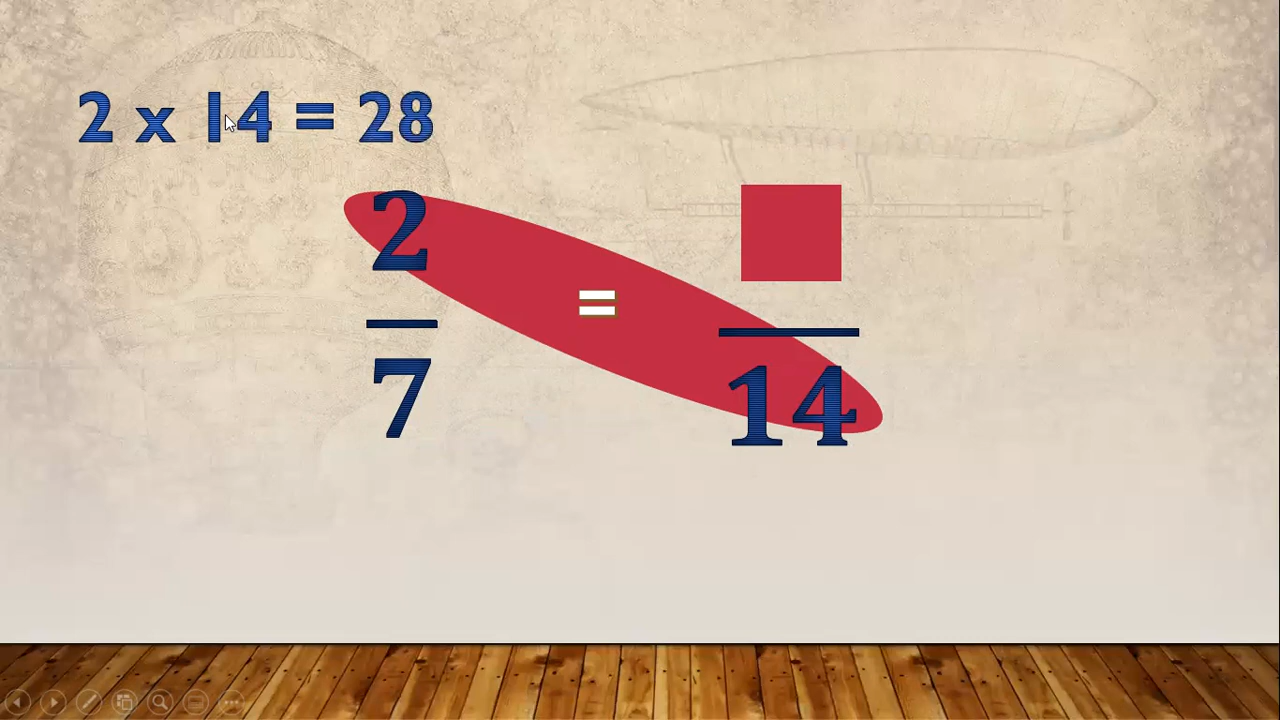 2 x 14 = 28
2
=
7
14